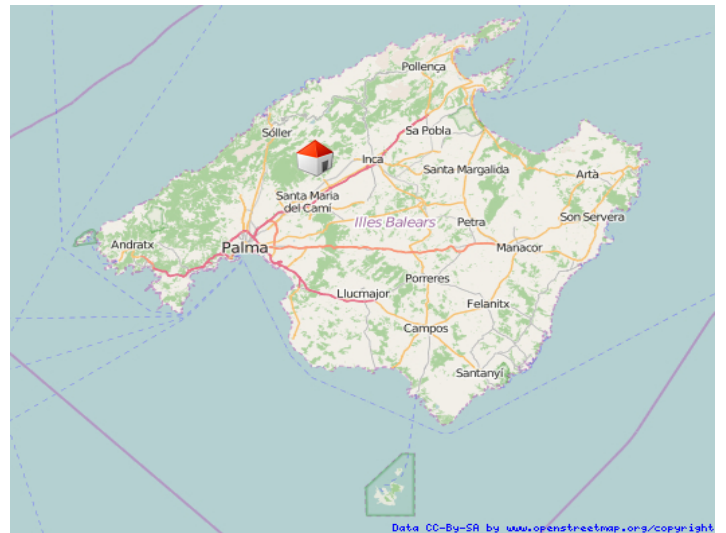 Pollença
Sa Pobla
Sóller
Inca
Santa Margalida
Artà
Santa Maria
del Camí
Illes Balears
Petra
Son Servera
Andratx
Palma
Manacor
Porreres
Llucmajor
Felanitx
Campos
Santanyí
Data CC-By-SA by www.openstreetmap.org/copyright